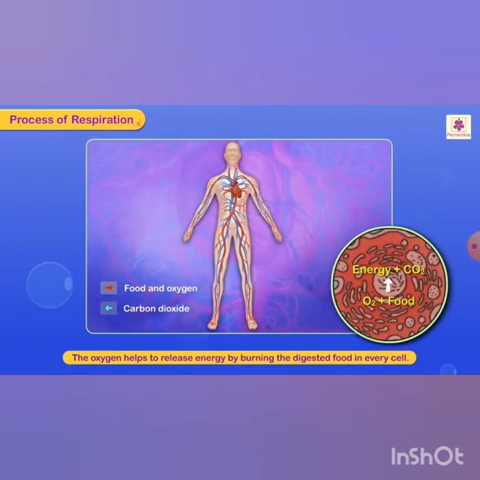 Process of Respiration
Periwinkle
Food and oxygen
Carbon dioxide
Energy + CO₂
O₂ + Food
The oxygen helps to release energy by burning the digested food in every cell.
InShOt